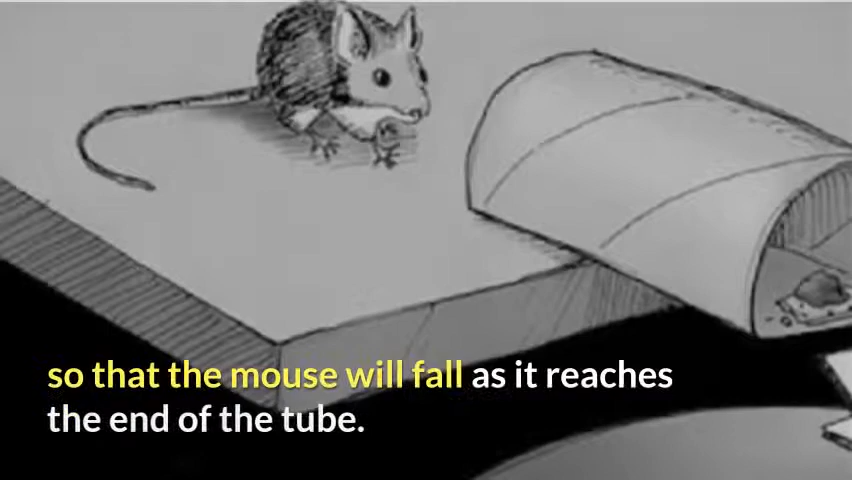 so that the mouse will fall as it reaches
the end of the tube.